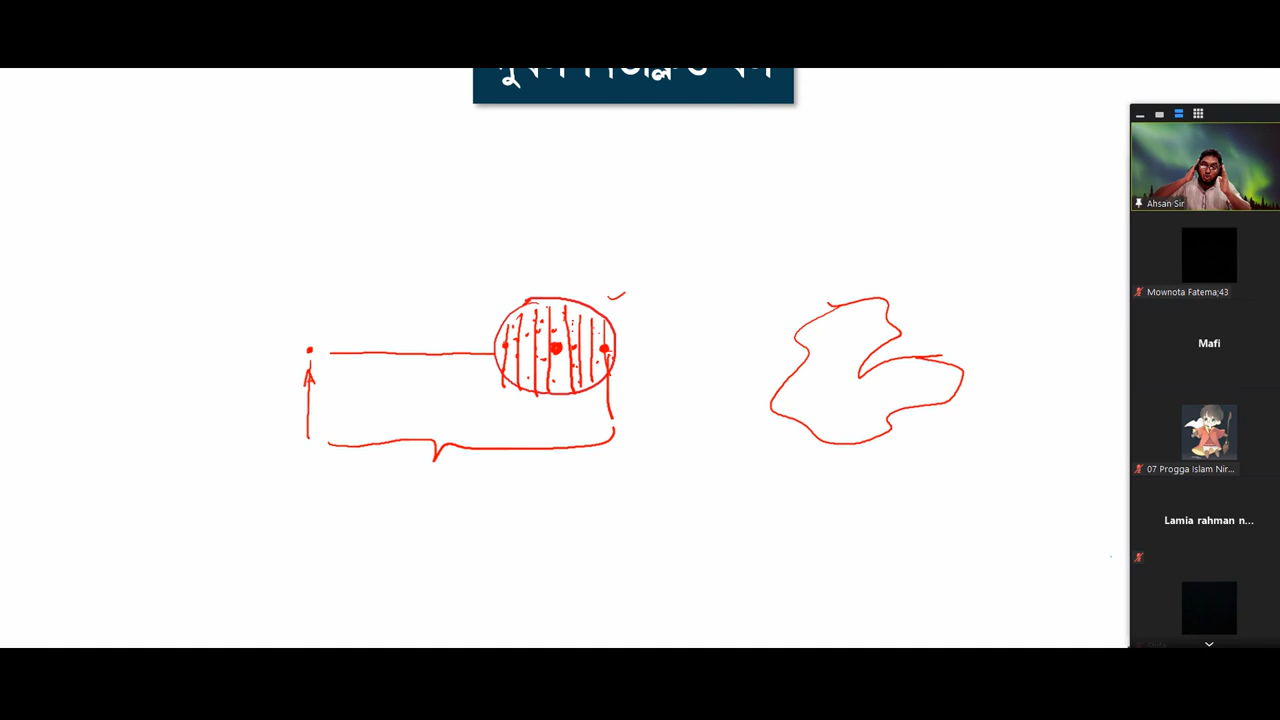 Ahsan Sir
Mownota Fatema;43
Mafi
07 Progga Islam Nir...
Lamia rahman n...